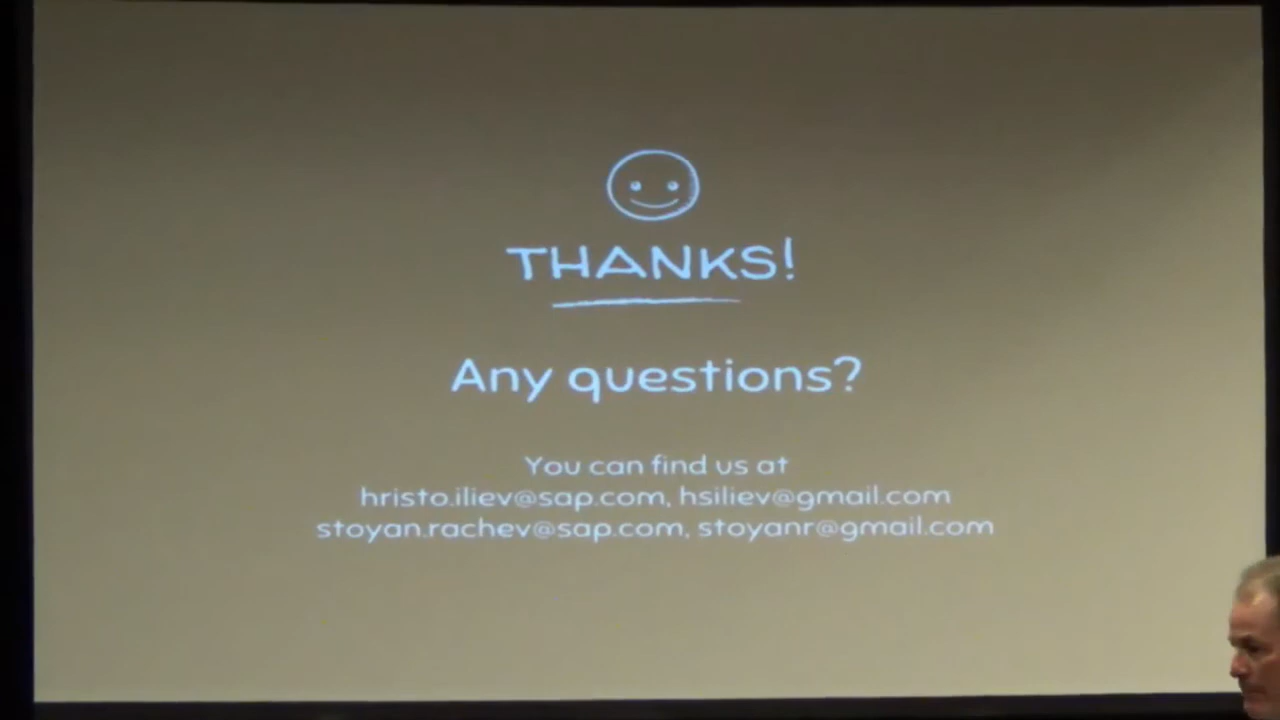 THANKS!
Any questions?
You can find us at
hristo.iliev@sap.com, hsiliev@gmail.com
stoyan.rachev@sap.com, stoyanr@gmail.com